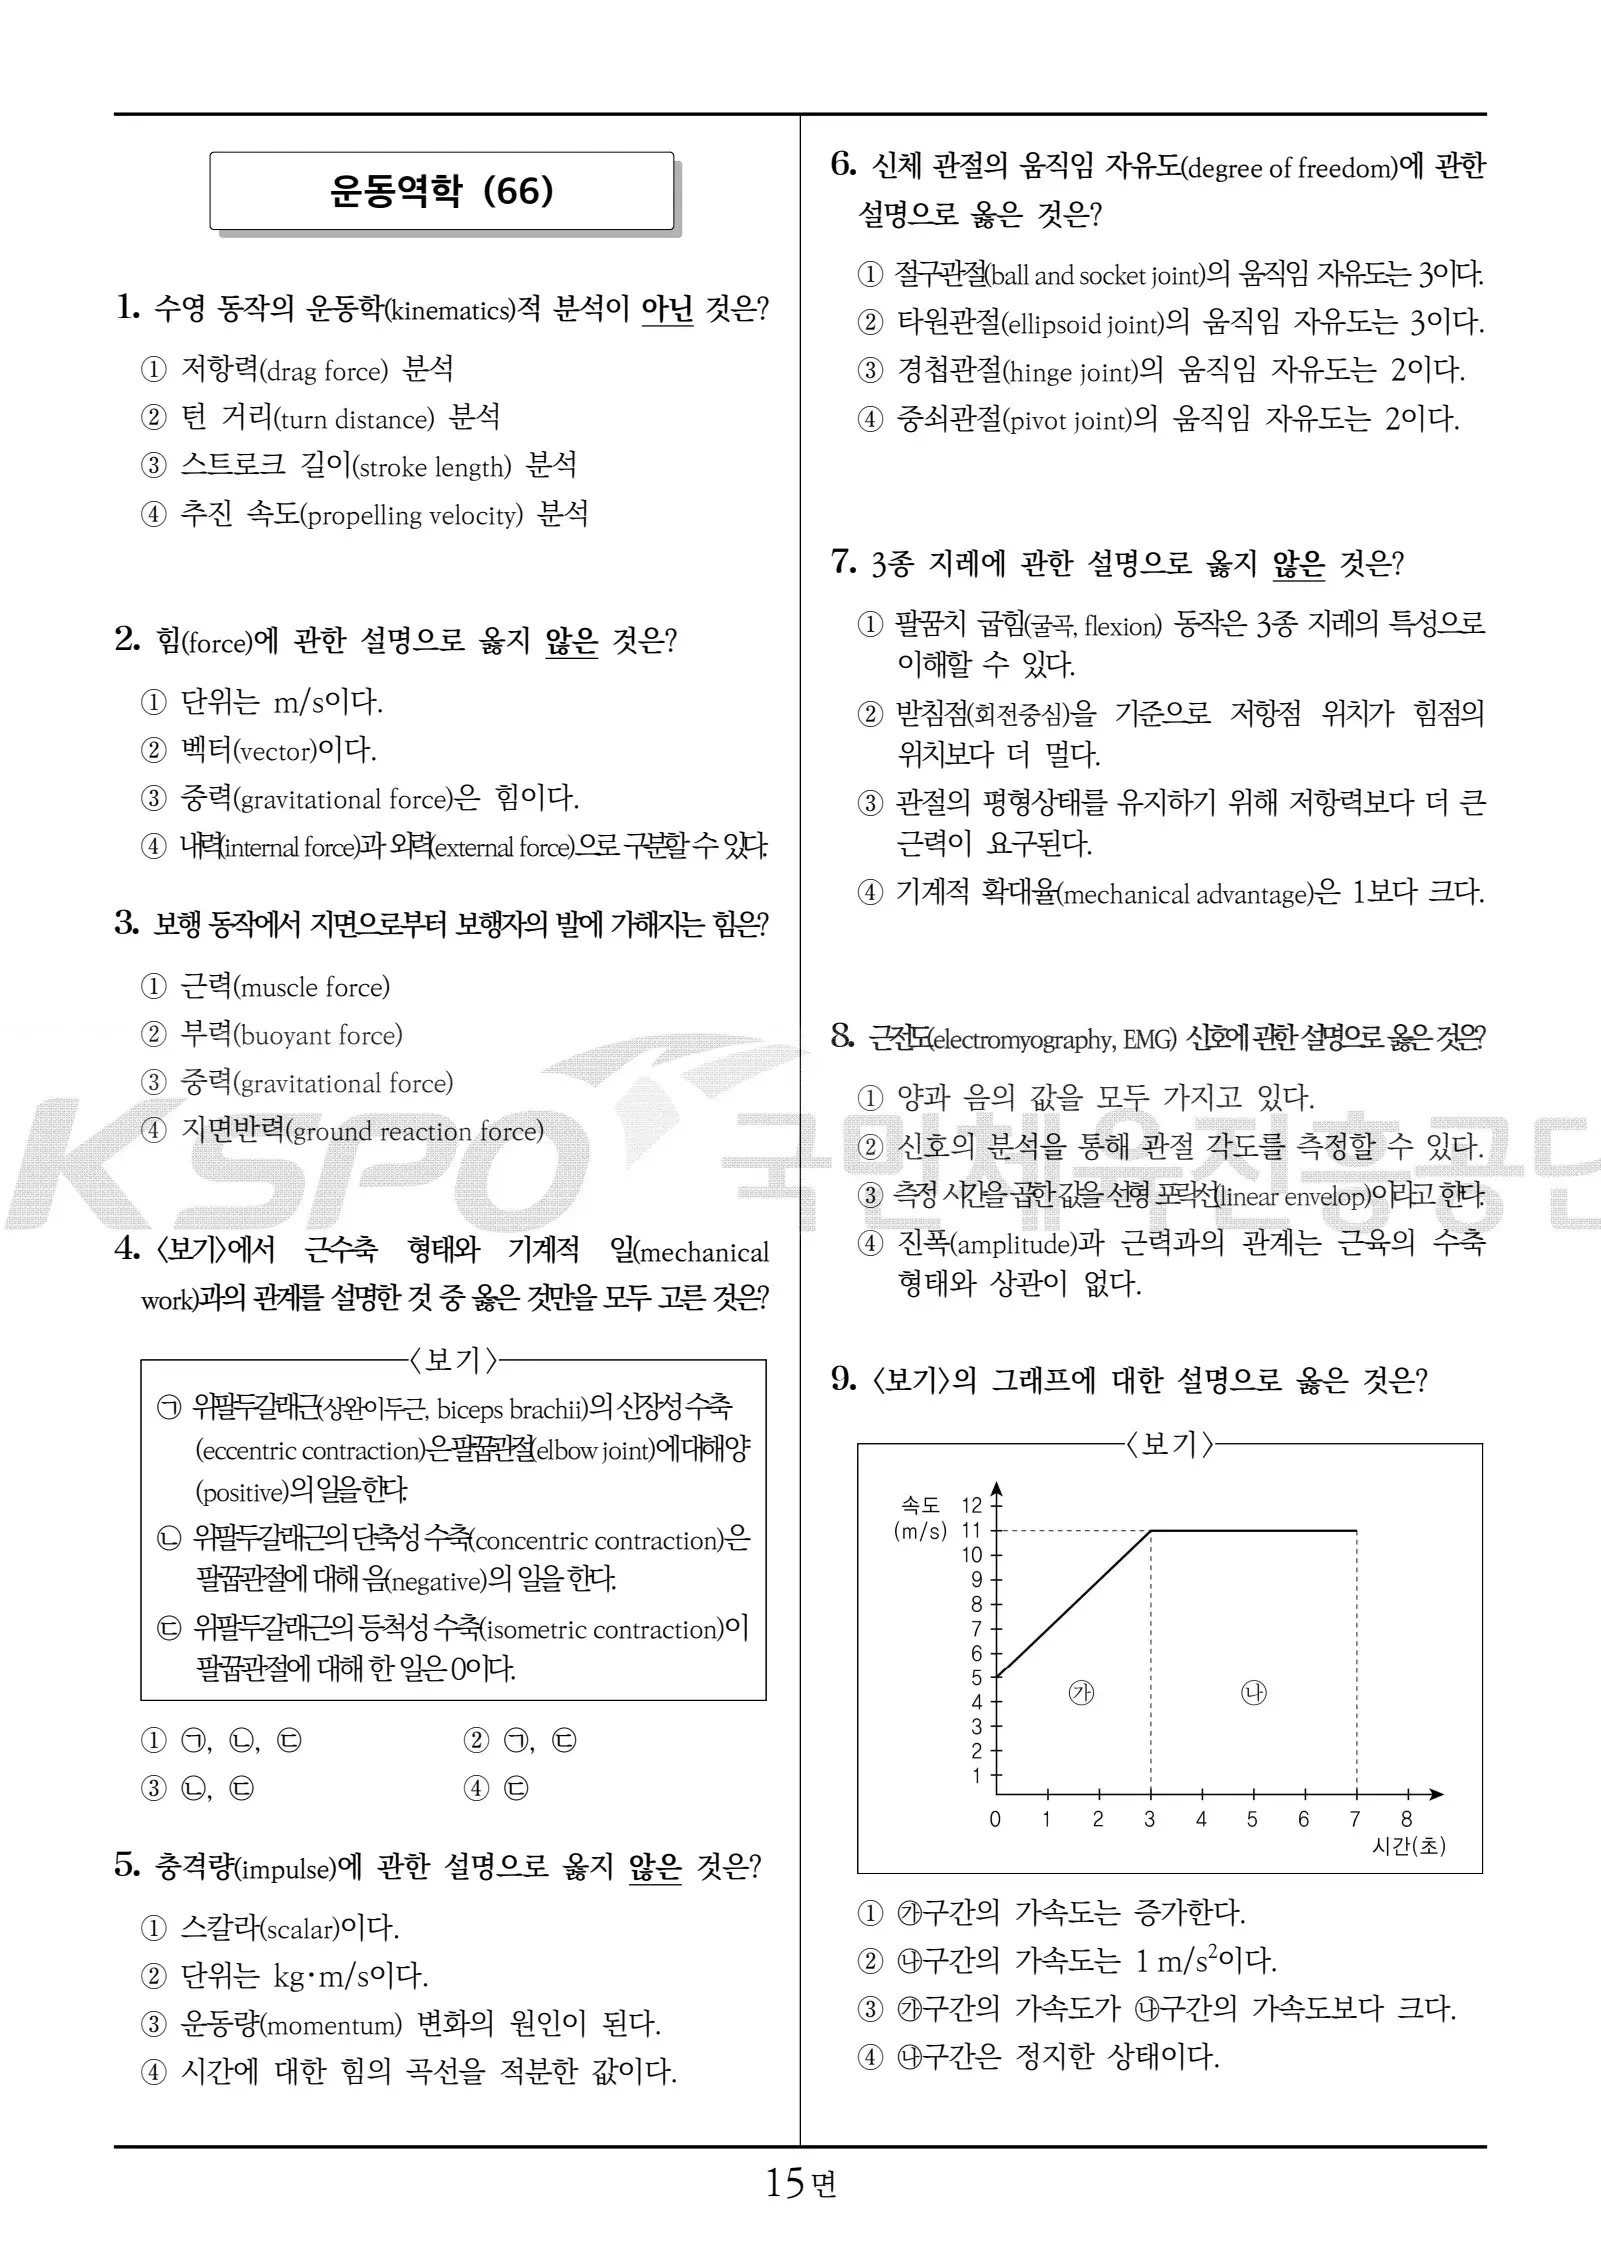 운동역학 (66)
1. 수영 동작의 운동학(kinematics)적 분석이 아닌 것은?
① 저항력(drag force) 분석
② 턴 거리(turn distance) 분석
③ 스트로크 길이(stroke length) 분석
④ 추진 속도(propelling velocity) 분석
2. 힘(force)에 관한 설명으로 옳지 않은 것은?
① 단위는 m/s이다.
② 벡터(vector)이다.
③ 중력(gravitational force)은 힘이다.
④ 내력(internal force)과 외력(external force)으로 구분할 수 있다.
3. 보행 동작에서 지면으로부터 보행자의 발에 가해지는 힘은?
① 근력(muscle force)
② 부력(buoyant force)
③ 중력(gravitational force)
④ 지면반력(ground reaction force)
4. 〈보기〉에서 근수축 형태와 기계적 일(mechanical
work)과의 관계를 설명한 것 중 옳은 것만을 모두 고른 것은?
〈보기〉
㉠ 위팔두갈래근(상완이두근, biceps brachii)의 신장성 수축
(eccentric contraction)은 팔꿉관절(elbow joint)에 대해 양
(positive)의 일을 한다.
㉡ 위팔두갈래근의 단축성 수축(concentric contraction)은
팔꿉관절에 대해 음(negative)의 일을 한다.
㉢ 위팔두갈래근의 등척성 수축(isometric contraction)이
팔꿉관절에 대해 한 일은 0이다.
① ㉠, ㉡, ㉢ ② ㉠, ㉢
③ ㉡, ㉢ ④ ㉢
5. 충격량(impulse)에 관한 설명으로 옳지 않은 것은?
① 스칼라(scalar)이다.
② 단위는 kg·m/s이다.
③ 운동량(momentum) 변화의 원인이 된다.
④ 시간에 대한 힘의 곡선을 적분한 값이다.
6. 신체 관절의 움직임 자유도(degree of freedom)에 관한
설명으로 옳은 것은?
① 절구관절(ball and socket joint)의 움직임 자유도는 3이다.
② 타원관절(ellipsoid joint)의 움직임 자유도는 3이다.
③ 경첩관절(hinge joint)의 움직임 자유도는 2이다.
④ 중쇠관절(pivot joint)의 움직임 자유도는 2이다.
7. 3종 지레에 관한 설명으로 옳지 않은 것은?
① 팔꿈치 굽힘(굴곡, flexion) 동작은 3종 지레의 특성으로
이해할 수 있다.
② 받침점(회전중심)을 기준으로 저항점 위치가 힘점의
위치보다 더 멀다.
③ 관절의 평형상태를 유지하기 위해 저항력보다 더 큰
근력이 요구된다.
④ 기계적 확대율(mechanical advantage)은 1보다 크다.
8. 근전도(electromyography, EMG) 신호에 관한 설명으로 옳은 것은?
① 양과 음의 값을 모두 가지고 있다.
② 신호의 분석을 통해 관절 각도를 측정할 수 있다.
③ 측정 시간을 곱한 값을 선형 포락선(linear envelop)이라고 한다.
④ 진폭(amplitude)과 근력과의 관계는 근육의 수축
형태와 상관이 없다.
9. 〈보기〉의 그래프에 대한 설명으로 옳은 것은?
〈보기〉
속도
(m/s)
12
11
10
9
8
7
6
5
4
3
2
1
㉮ ㉯
0 1 2 3 4 5 6 7 8
시간(초)
① ㉮구간의 가속도는 증가한다.
② ㉯구간의 가속도는 1 m/s²이다.
③ ㉮구간의 가속도가 ㉯구간의 가속도보다 크다.
④ ㉯구간은 정지한 상태이다.
KSPO 국민체육진흥공단
15면